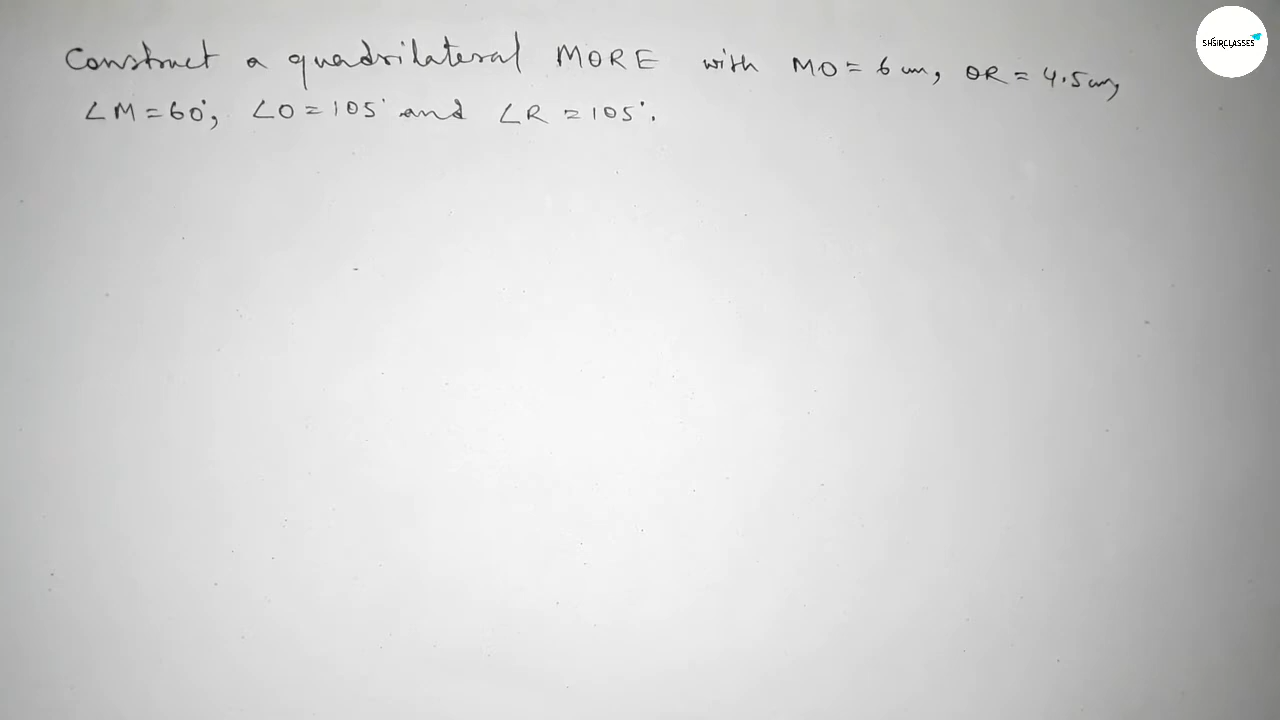 Construct a quadrilateral MORE with MO = 6 cm, OR = 4.5 cm,
∠M = 60°, ∠O = 105° and ∠R = 105°.
SHSIRCLASSES